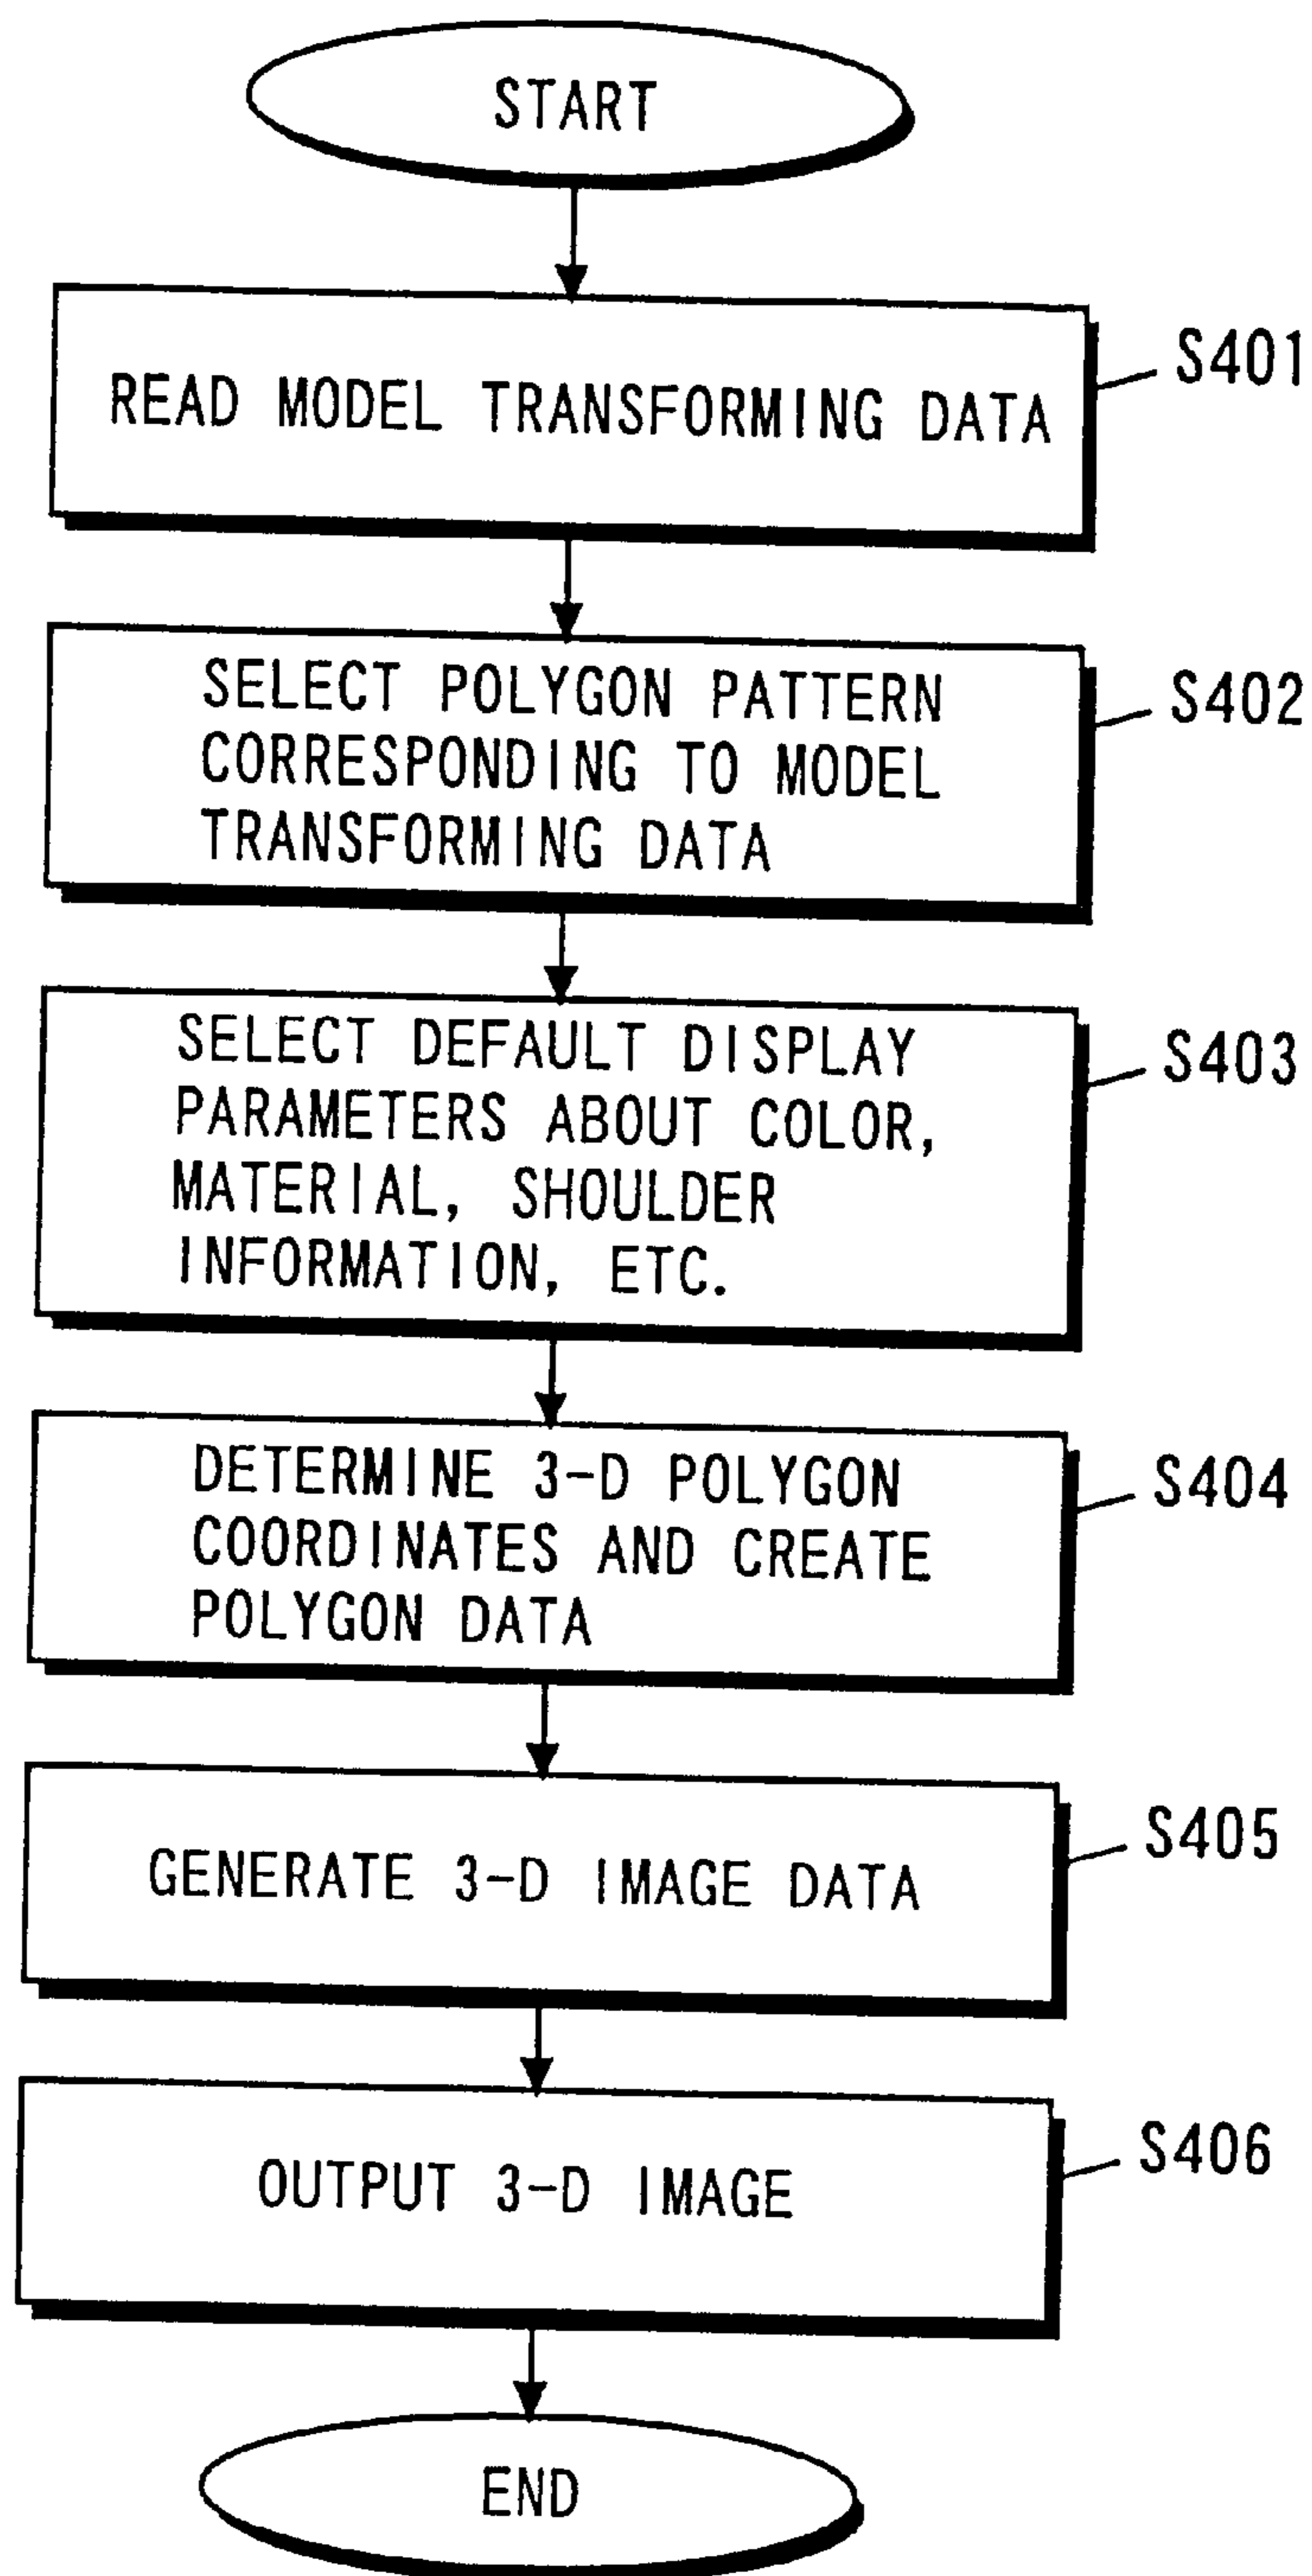 START
READ MODEL TRANSFORMING DATA
S401
SELECT POLYGON PATTERN
CORRESPONDING TO MODEL
TRANSFORMING DATA
S402
SELECT DEFAULT DISPLAY
PARAMETERS ABOUT COLOR,
MATERIAL, SHOULDER
INFORMATION, ETC.
S403
DETERMINE 3-D POLYGON
COORDINATES AND CREATE
POLYGON DATA
S404
GENERATE 3-D IMAGE DATA
S405
OUTPUT 3-D IMAGE
S406
END